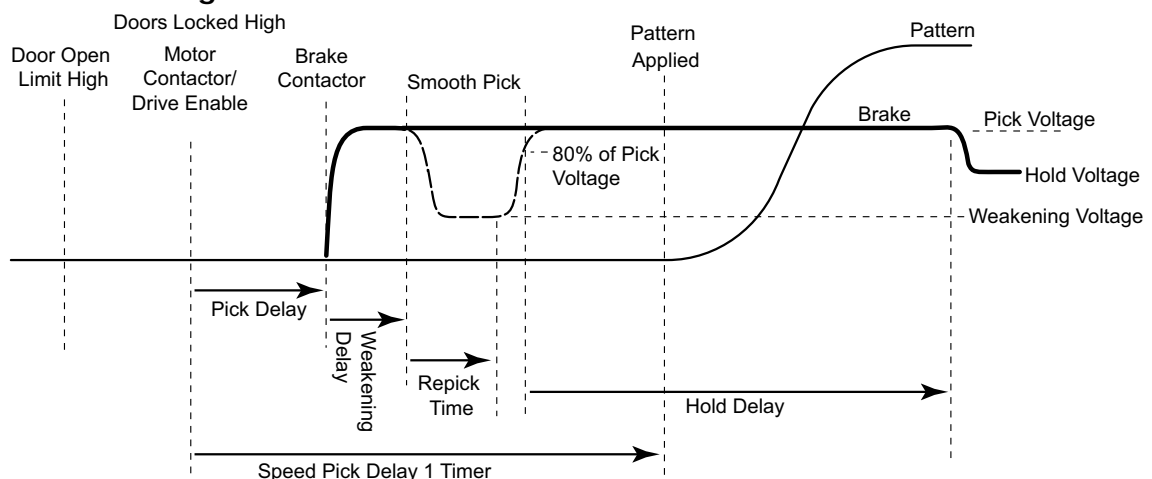 Doors Locked High
Door Open
Limit High
Motor
Contactor/
Drive Enable
Brake
Contactor
Smooth Pick
Pattern
Applied
Pattern
Brake
Pick Voltage
80% of Pick
Voltage
Hold Voltage
Weakening Voltage
Pick Delay
Weakening
Delay
Repick
Time
Hold Delay
Speed Pick Delay 1 Timer